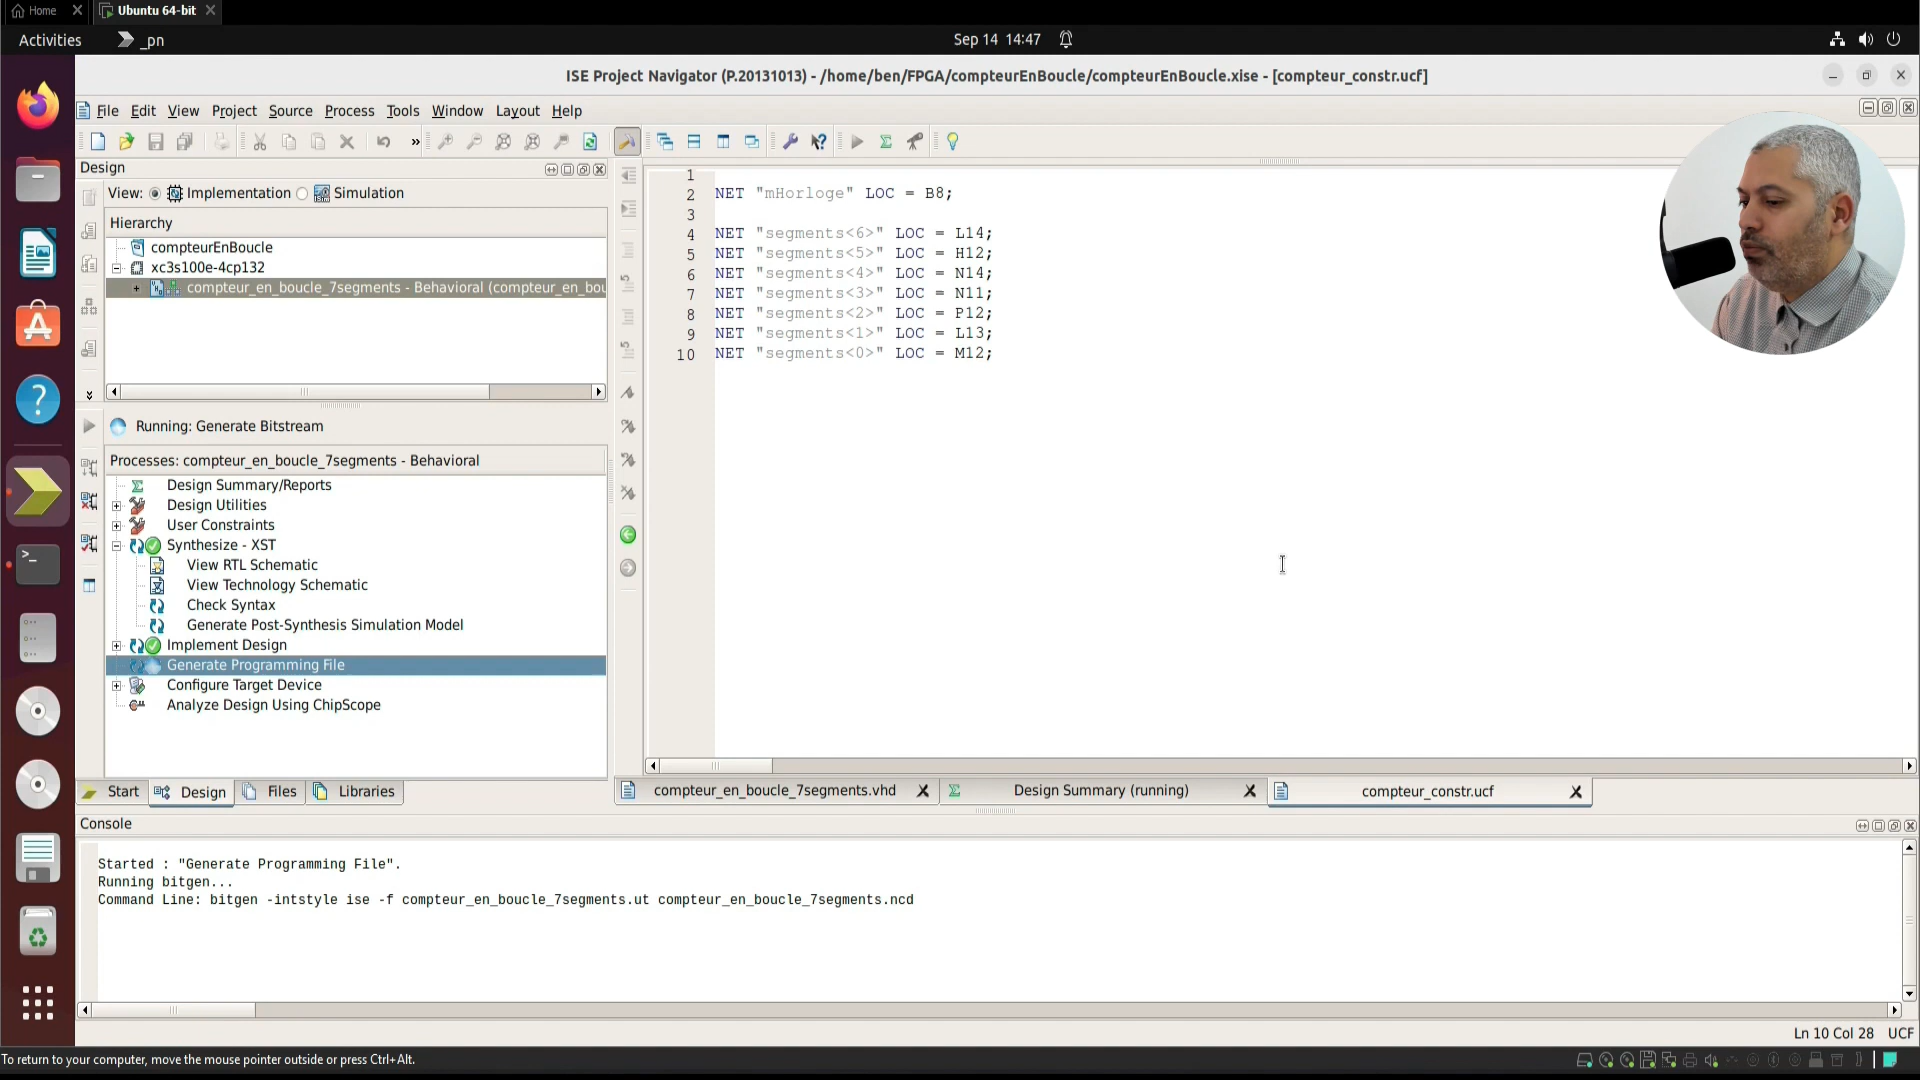 Home
Ubuntu 64-bit
Activities
_pn
Sep 14 14:47
ISE Project Navigator (P.20131013) - /home/ben/FPGA/compteurEnBoucle/compteurEnBoucle.xise - [compteur_constr.ucf]
File Edit View Project Source Process Tools Window Layout Help
»
Design
View: Implementation Simulation
Hierarchy
compteurEnBoucle
xc3s100e-4cp132
compteur_en_boucle_7segments - Behavioral (compteur_en_bou
Running: Generate Bitstream
Processes: compteur_en_boucle_7segments - Behavioral
Design Summary/Reports
Design Utilities
User Constraints
Synthesize - XST
View RTL Schematic
View Technology Schematic
Check Syntax
Generate Post-Synthesis Simulation Model
Implement Design
Generate Programming File
Configure Target Device
Analyze Design Using ChipScope
Start Design Files Libraries
1
2 NET "mHorloge" LOC = B8;
3
4 NET "segments<6>" LOC = L14;
5 NET "segments<5>" LOC = H12;
6 NET "segments<4>" LOC = N14;
7 NET "segments<3>" LOC = N11;
8 NET "segments<2>" LOC = P12;
9 NET "segments<1>" LOC = L13;
10 NET "segments<0>" LOC = M12;
compteur_en_boucle_7segments.vhd
Design Summary (running)
compteur_constr.ucf
Console
Started : "Generate Programming File".
Running bitgen...
Command Line: bitgen -intstyle ise -f compteur_en_boucle_7segments.ut compteur_en_boucle_7segments.ncd
Ln 10 Col 28 UCF
To return to your computer, move the mouse pointer outside or press Ctrl+Alt.